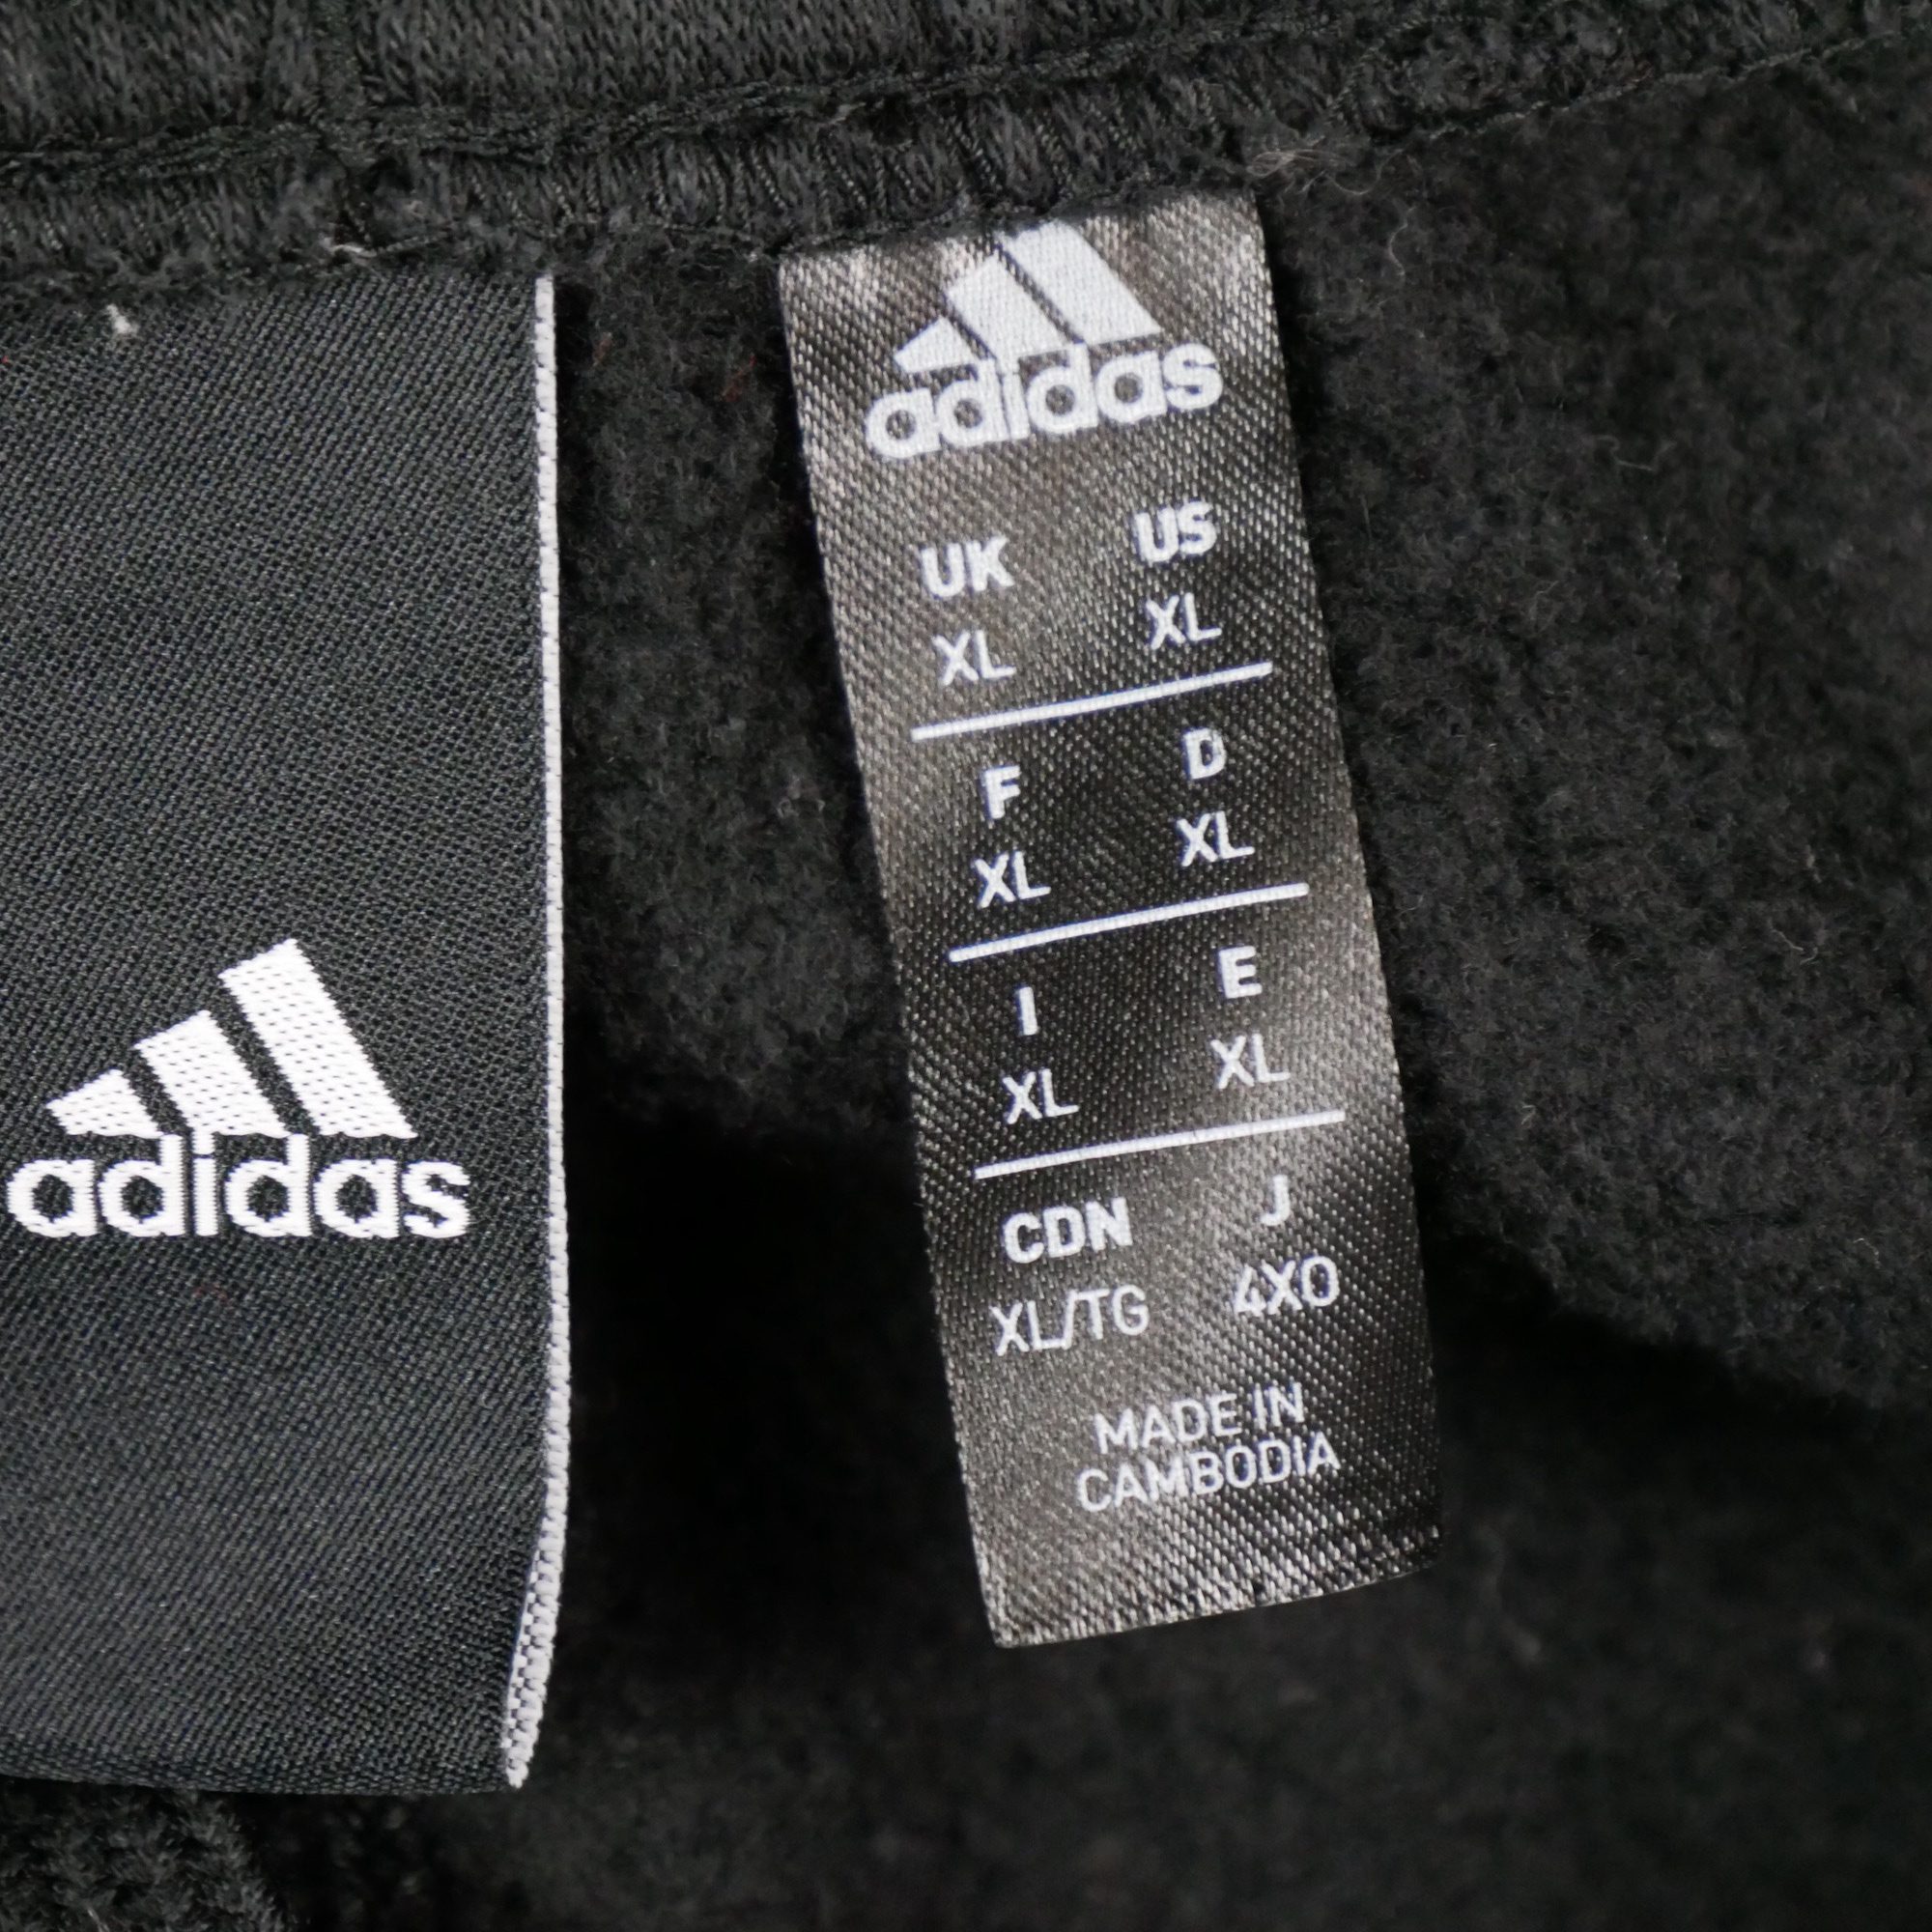 adidas
adidas
UK US
XL XL
F D
XL XL
I E
XL XL
CDN J
XL/TG 4XO
MADE IN
CAMBODIA